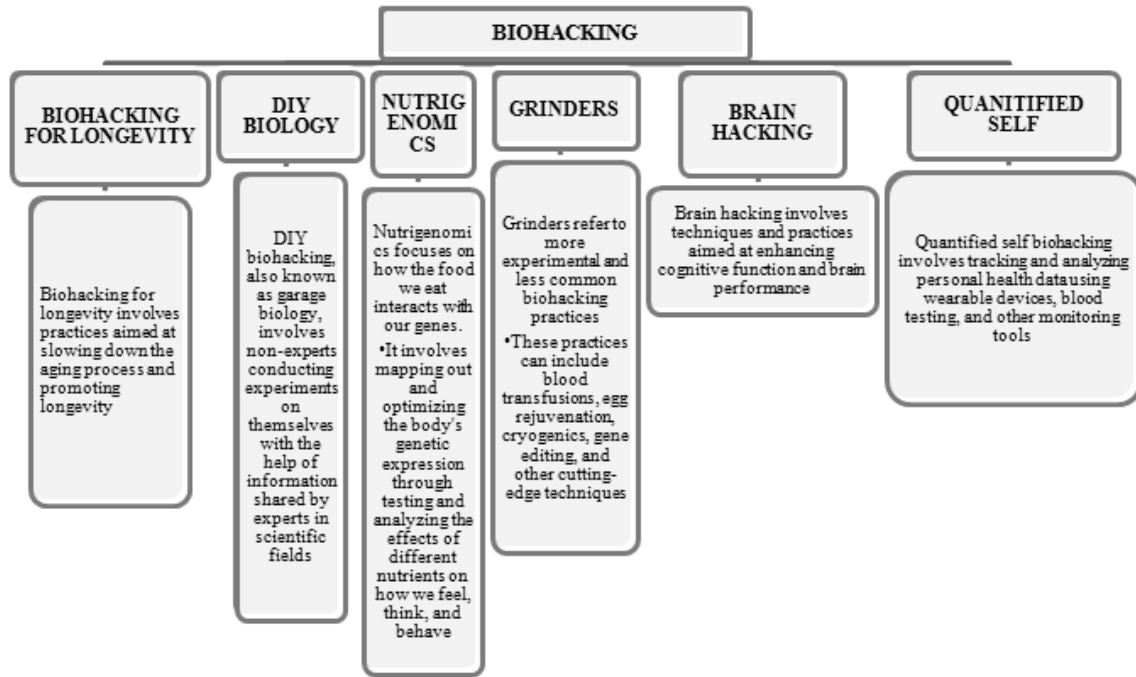 BIOHACKING
BIOHACKING
FOR LONGEVITY
Biohacking for
longevity involves
practices aimed at
slowing down the
aging process and
promoting
longevity
DIY
BIOLOGY
DIY
biohacking,
also known
as garage
biology,
involves
non-experts
conducting
experiments
on
themselves
with the
help of
information
shared by
experts in
scientific
fields
NUTRIG
ENOMI
CS
Nutrigenomi
cs focuses on
how the food
we eat
interacts with
our genes.
•It involves
mapping out
and
optimizing
the body's
genetic
expression
through
testing and
analyzing the
effects of
different
nutrients on
how we feel,
think, and
behave
GRINDERS
Grinders refer to
more
experimental and
less common
biohacking
practices
•These practices
can include
blood
transfusions, egg
rejuvenation,
cryogenics, gene
editing, and
other cutting-
edge techniques
BRAIN
HACKING
Brain hacking involves
techniques and practices
aimed at enhancing
cognitive function and brain
performance
QUANITIFIED
SELF
Quantified self biohacking
involves tracking and analyzing
personal health data using
wearable devices, blood
testing, and other monitoring
tools